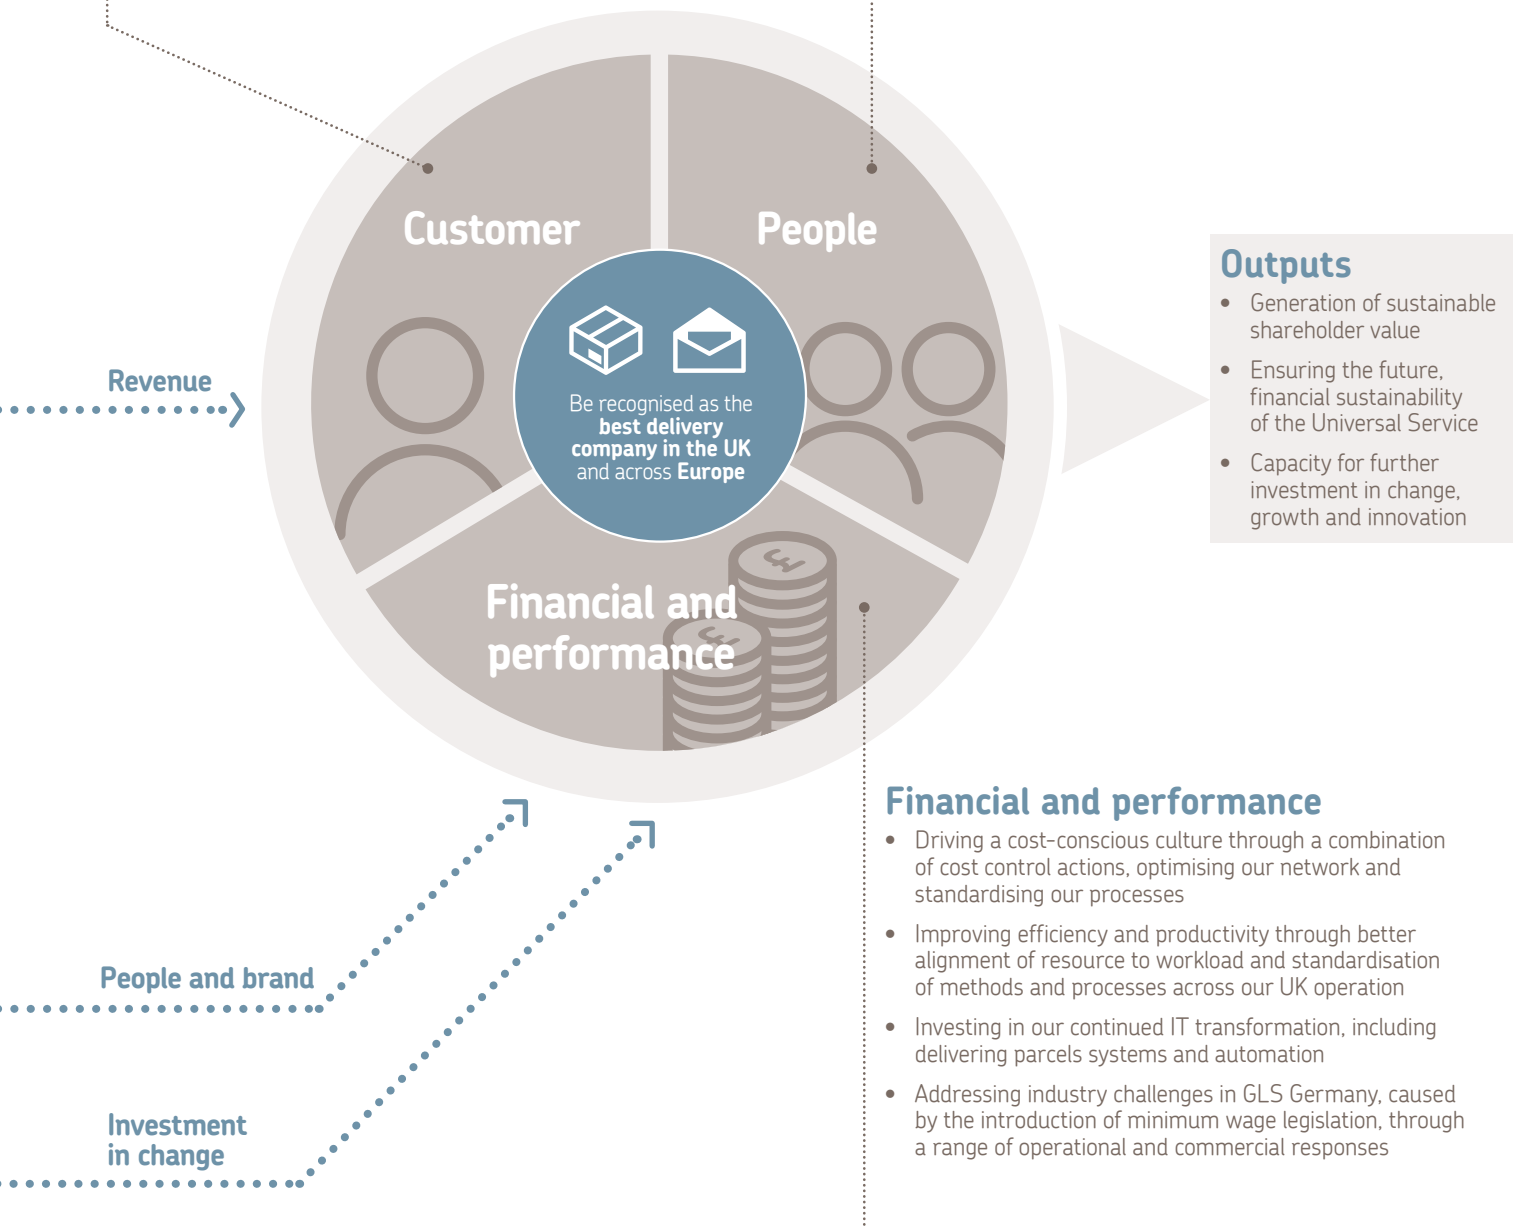 Customer
People
Be recognised as the
best delivery
company in the UK
and across Europe
Financial and
performance
Revenue
People and brand
Investment
in change
Outputs
• Generation of sustainable
shareholder value
• Ensuring the future,
financial sustainability
of the Universal Service
• Capacity for further
investment in change,
growth and innovation
Financial and performance
• Driving a cost-conscious culture through a combination
of cost control actions, optimising our network and
standardising our processes
• Improving efficiency and productivity through better
alignment of resource to workload and standardisation
of methods and processes across our UK operation
• Investing in our continued IT transformation, including
delivering parcels systems and automation
• Addressing industry challenges in GLS Germany, caused
by the introduction of minimum wage legislation, through
a range of operational and commercial responses
£
£